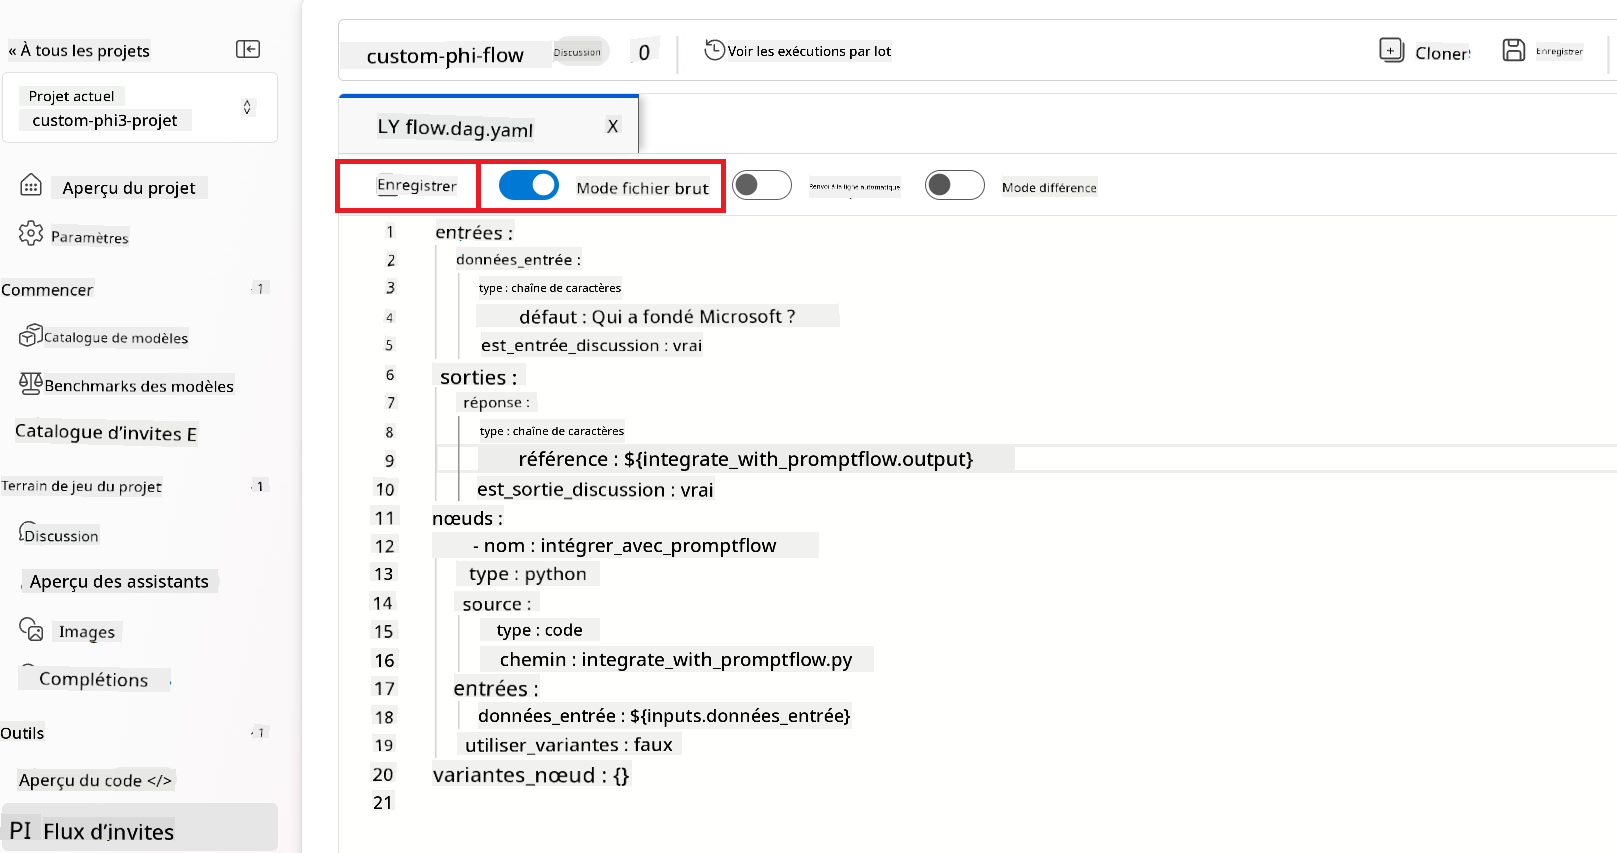 « À tous les projets
Projet actuel
custom-phi3-projet
Aperçu du projet
Paramètres
Commencer
1
Catalogue de modèles
Benchmarks des modèles
Catalogue d’invites E
Terrain de jeu du projet
1
Discussion
Aperçu des assistants
Images
Complétions
Outils
1
Aperçu du code </>
PI Flux d’invites
custom-phi-flow Discussion 0 Voir les exécutions par lot
Cloner Enregistrer
LY flow.dag.yaml X
Enregistrer Mode fichier brut Renvoi à la ligne automatique Mode différence
1 entrées :
2 données_entrée :
3 type : chaîne de caractères
4 défaut : Qui a fondé Microsoft ?
5 est_entrée_discussion : vrai
6 sorties :
7 réponse :
8 type : chaîne de caractères
9 référence : ${integrate_with_promptflow.output}
10 est_sortie_discussion : vrai
11 nœuds :
12 - nom : intégrer_avec_promptflow
13 type : python
14 source :
15 type : code
16 chemin : integrate_with_promptflow.py
17 entrées :
18 données_entrée : ${inputs.données_entrée}
19 utiliser_variantes : faux
20 variantes_nœud : {}
21